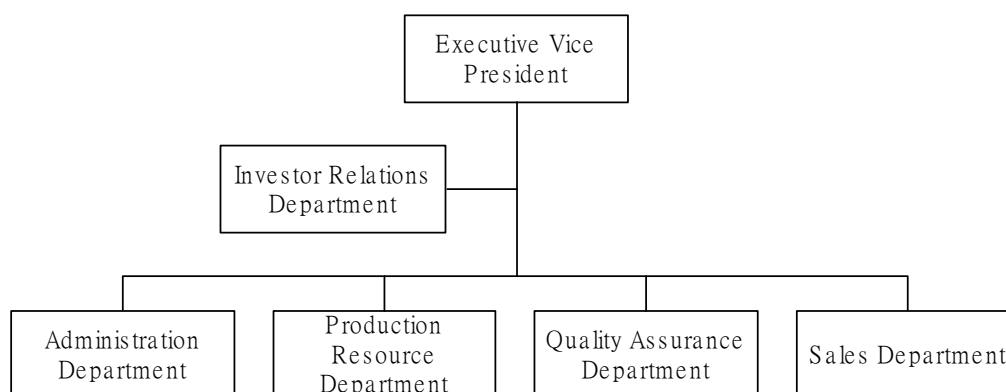 Executive Vice
President
Investor Relations
Department
Administration
Department
Production
Resource
Department
Quality Assurance
Department
Sales Department